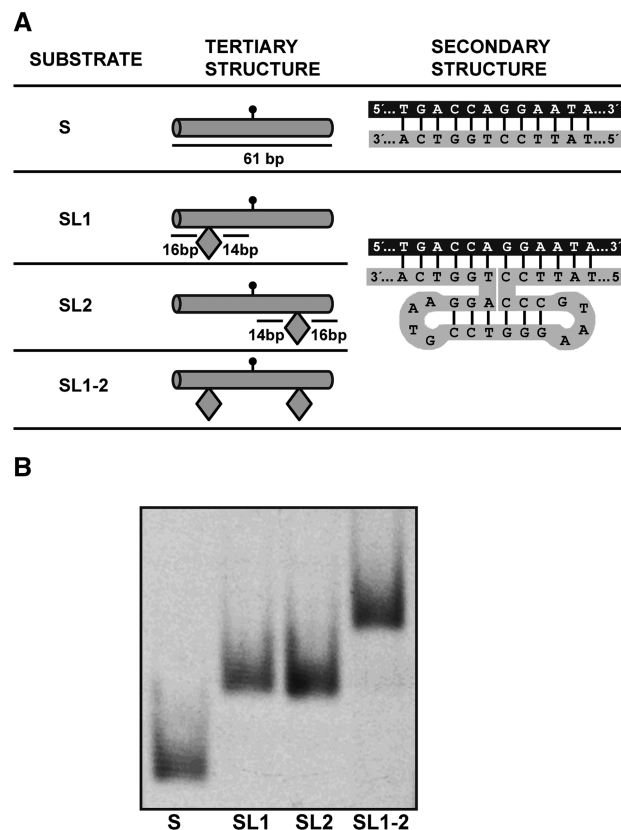 A
SUBSTRATE
TERTIARY
STRUCTURE
SECONDARY
STRUCTURE
S
61 bp
5´... T G A C C A G G A A T A...3´
3´... A C T G G T C C T T A T...5´
SL1
16bp 14bp
SL2
14bp 16bp
5´... T G A C C A G G A A T A...3´
3´... A C T G G T C C T T A T...5
A A G G A C C C G T
T G C C T G G G A A
SL1-2
B
S SL1 SL2 SL1-2